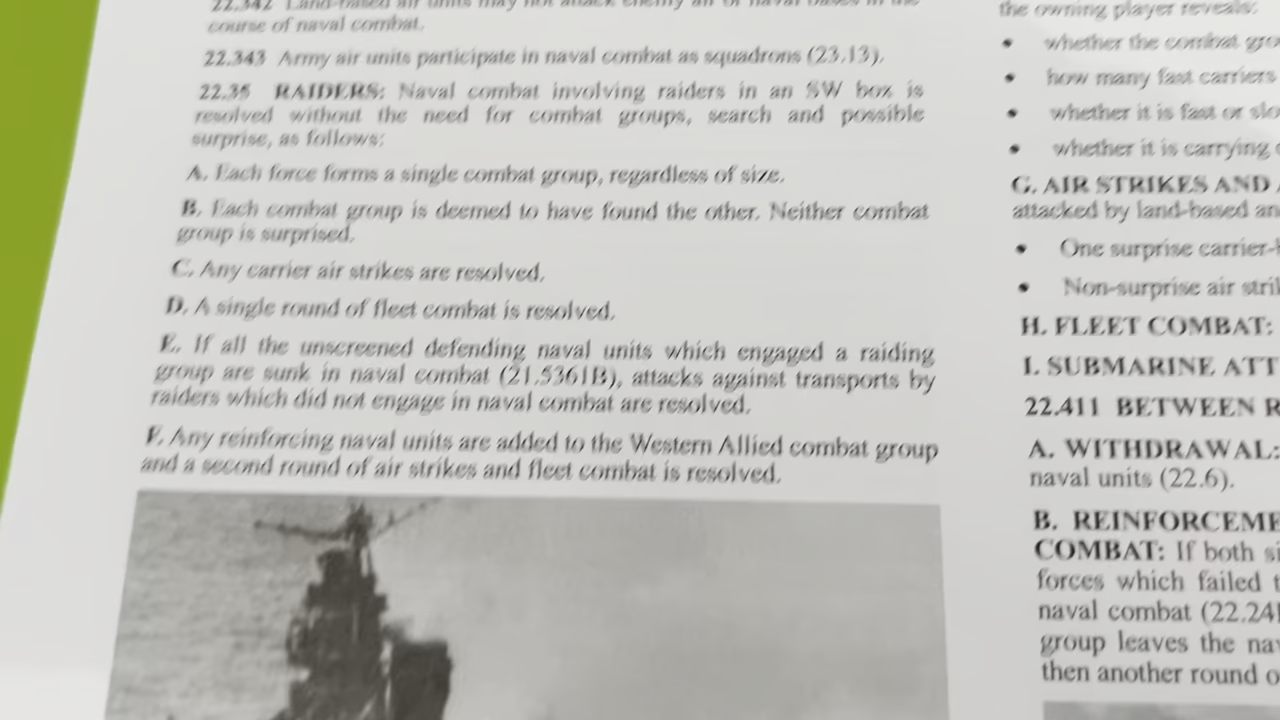 22.342 Land-based air units may not attack enemy air or naval bases in the
course of naval combat.
22.343 Army air units participate in naval combat as squadrons (23.13).
22.35 RAIDERS: Naval combat involving raiders in an SW box is
resolved without the need for combat groups, search and possible
surprise, as follows:
A. Each force forms a single combat group, regardless of size.
B. Each combat group is deemed to have found the other. Neither combat
group is surprised.
C. Any carrier air strikes are resolved.
D. A single round of fleet combat is resolved.
E. If all the unscreened defending naval units which engaged a raiding
group are sunk in naval combat (21.5361B), attacks against transports by
raiders which did not engage in naval combat are resolved.
F. Any reinforcing naval units are added to the Western Allied combat group
and a second round of air strikes and fleet combat is resolved.
the owning player reveals:
• whether the combat gro
• how many fast carriers
• whether it is fast or slo
• whether it is carrying
G. AIR STRIKES AND
attacked by land-based an
• One surprise carrier-
• Non-surprise air stri
H. FLEET COMBAT:
I. SUBMARINE ATT
22.411 BETWEEN R
A. WITHDRAWAL:
naval units (22.6).
B. REINFORCEME
COMBAT: If both si
forces which failed t
naval combat (22.24
group leaves the na
then another round o